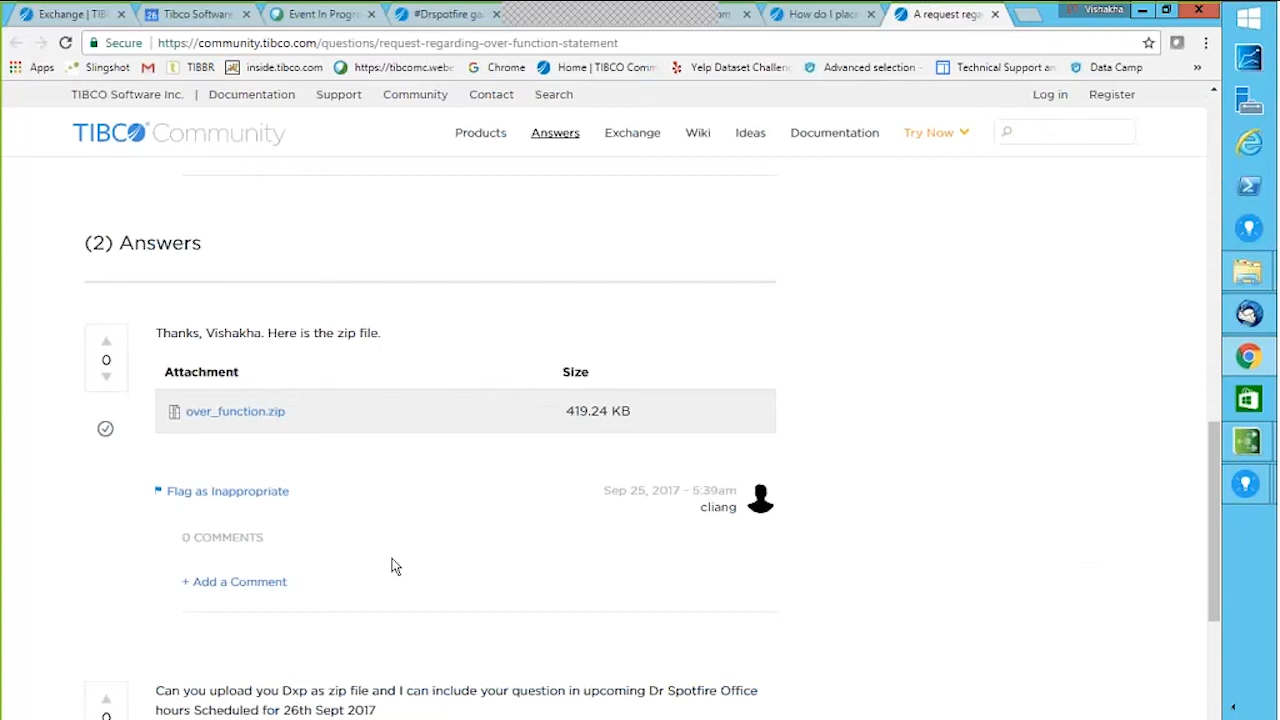 Exchange | TIB
Tibco Software
Event In Progr
#Drspotfire ga
How do I plac
A request rega
Vishakha
Secure | https://community.tibco.com/questions/request-regarding-over-function-statement
Apps Slingshot TIBBR inside.tibco.com https://tibcomc.web Chrome Home | TIBCO Comm Yelp Dataset Challen Advanced selection Technical Support an Data Camp »
TIBCO Software Inc. | Documentation Support Community Contact Search Log in Register
TIBCO Community Products Answers Exchange Wiki Ideas Documentation Try Now
(2) Answers
Thanks, Vishakha. Here is the zip file.
0
Attachment Size
over_function.zip 419.24 KB
Flag as Inappropriate Sep 25, 2017 - 5:39am
cliang
0 COMMENTS
+ Add a Comment
Can you upload you Dxp as zip file and I can include your question in upcoming Dr Spotfire Office
hours Scheduled for 26th Sept 2017
0